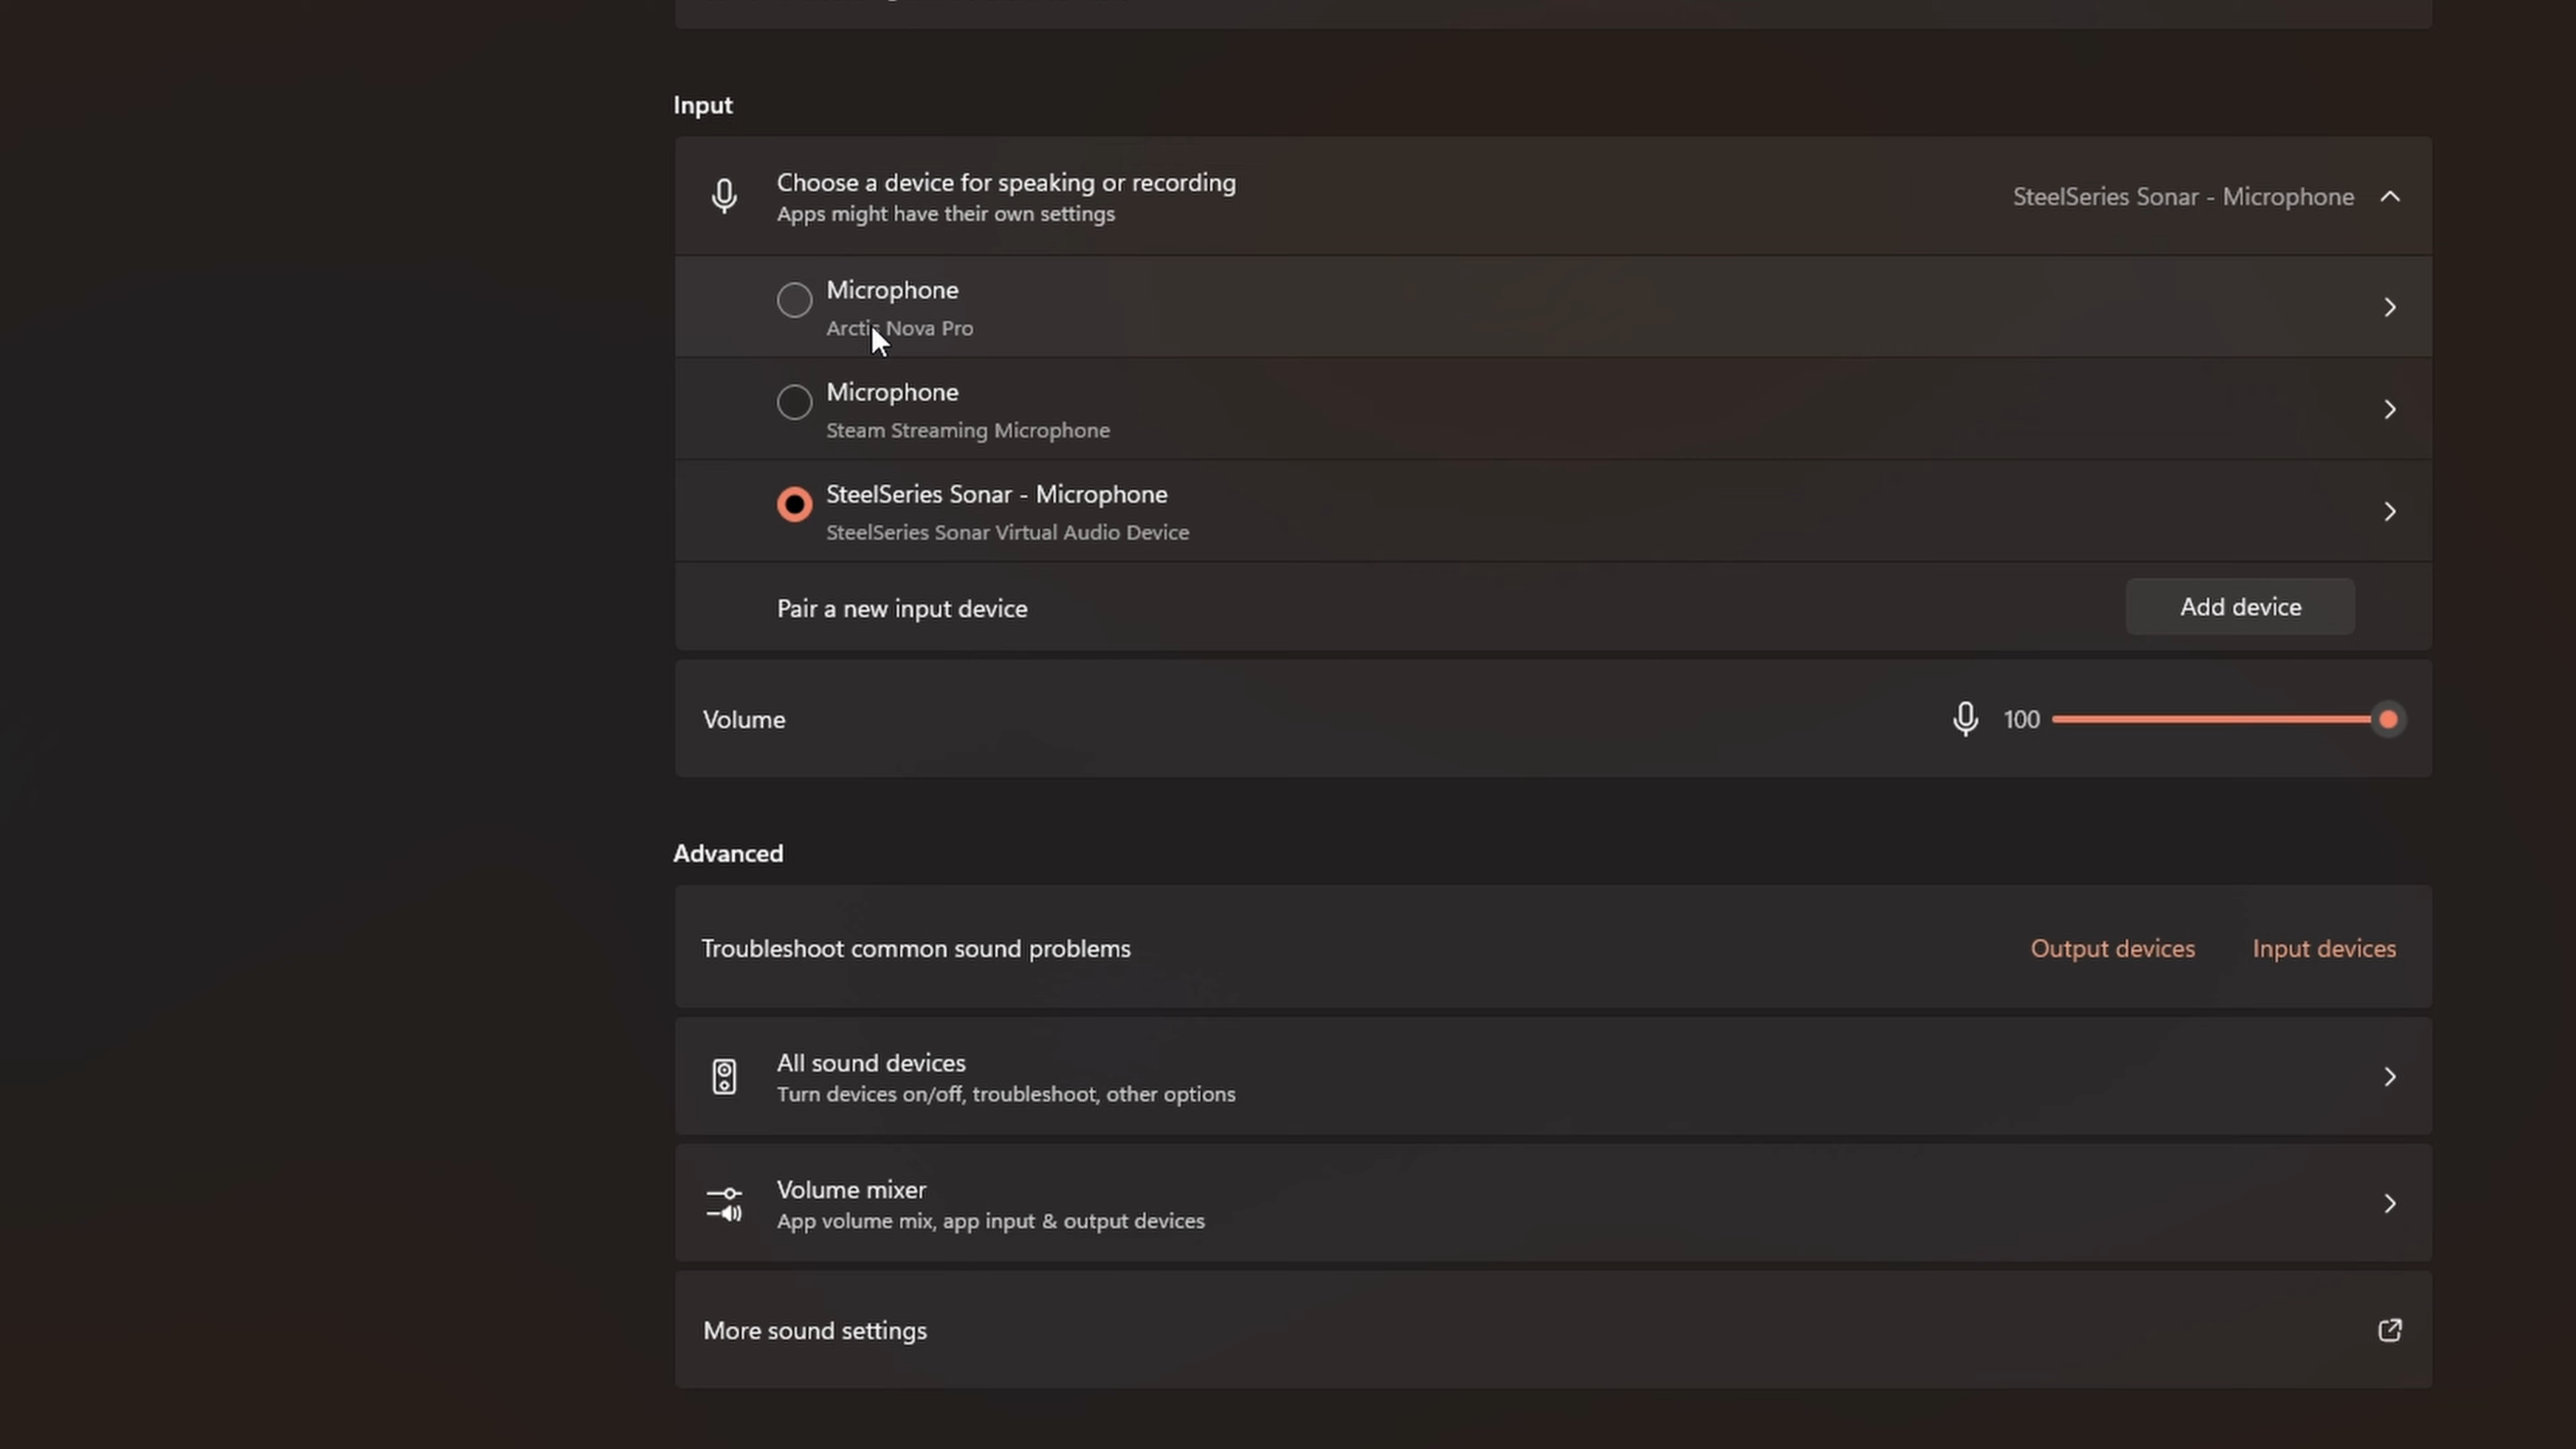 Input
Choose a device for speaking or recording
Apps might have their own settings
SteelSeries Sonar - Microphone
Microphone
Arctis Nova Pro
Microphone
Steam Streaming Microphone
SteelSeries Sonar - Microphone
SteelSeries Sonar Virtual Audio Device
Pair a new input device
Add device
Volume
100
Advanced
Troubleshoot common sound problems
Output devices
Input devices
All sound devices
Turn devices on/off, troubleshoot, other options
Volume mixer
App volume mix, app input & output devices
More sound settings